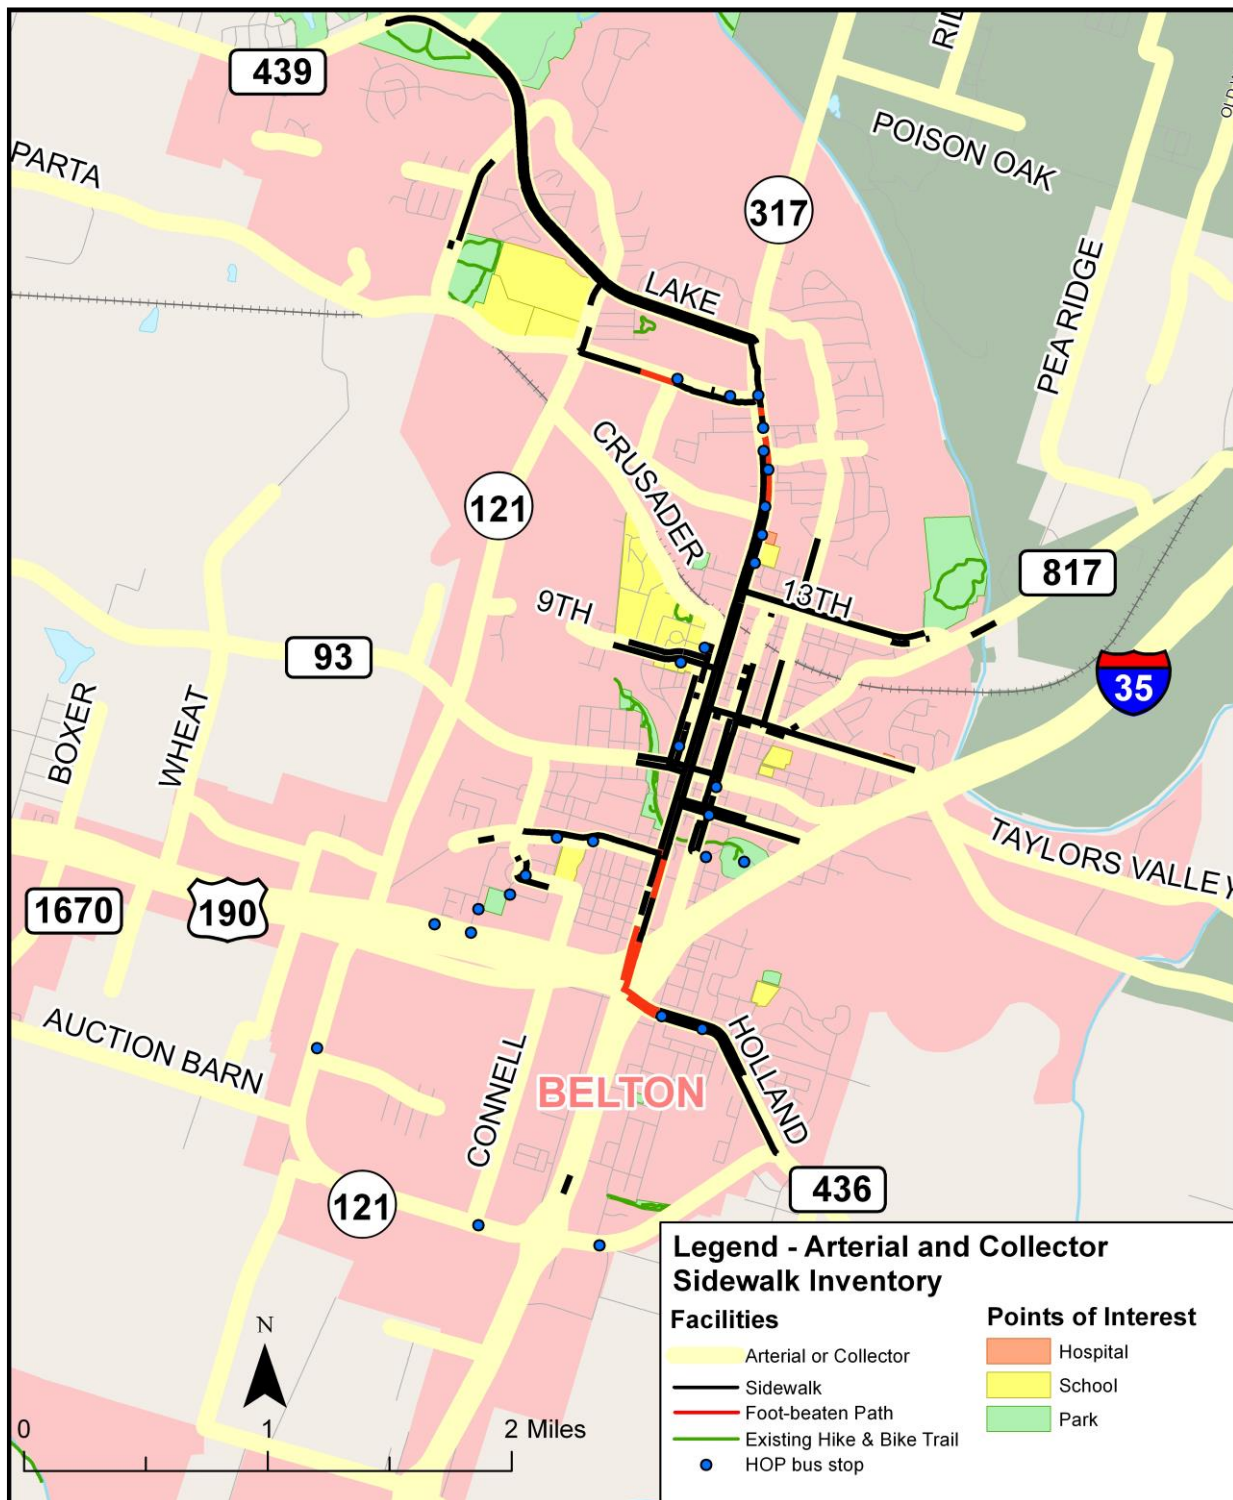 439
RIL
OLD W
PARTA
POISON OAK
317
LAKE
PEA RIDGE
CRUSADER
121
817
13TH
9TH
93
35
BOXER
WHEAT
TAYLORS VALLEY
1670
190
AUCTION BARN
CONNELL
HOLLAND
BELTON
121
436
Legend - Arterial and Collector
Sidewalk Inventory
Facilities
Arterial or Collector
Sidewalk
Foot-beaten Path
Existing Hike & Bike Trail
HOP bus stop
Points of Interest
Hospital
School
Park
N
0 1 2 Miles